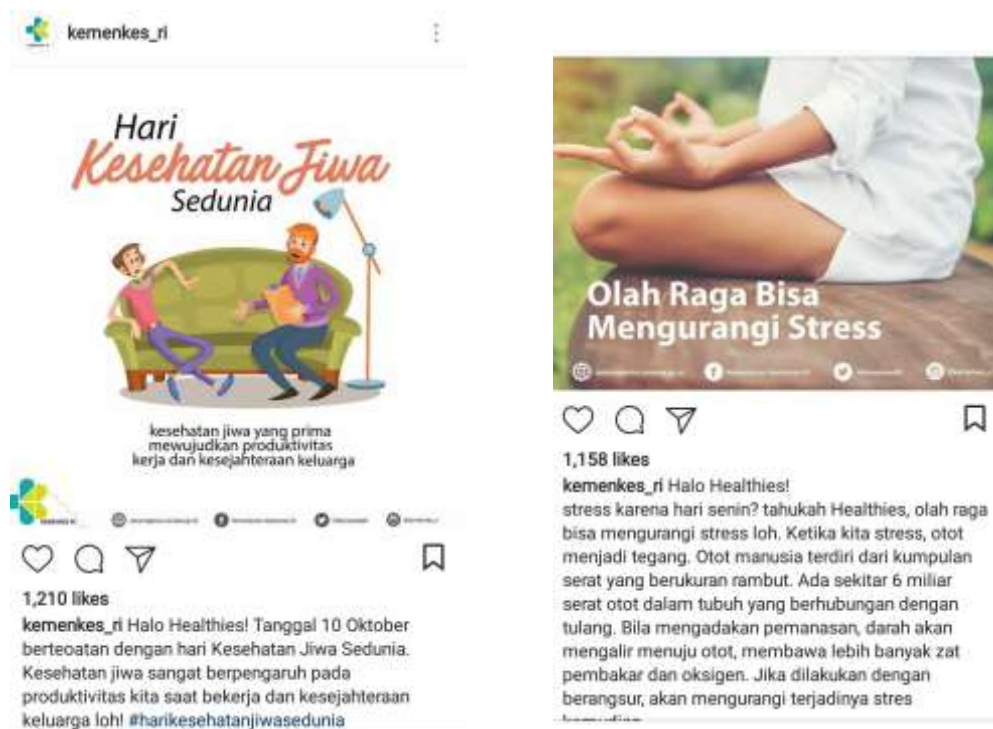 kemenkes_ri
Hari
Kesehatan Jiwa
Sedunia
kesehatan jiwa yang prima
mewujudkan produktivitas
kerja dan kesejahteraan keluarga
1,210 likes
kemenkes_ri Halo Healthies! Tanggal 10 Oktober
berteoatan dengan hari Kesehatan Jiwa Sedunia.
Kesehatan jiwa sangat berpengaruh pada
produktivitas kita saat bekerja dan kesejahteraan
keluarga loh! #harikesehatanjiwasedunia
Olah Raga Bisa
Mengurangi Stress
1,158 likes
kemenkes_ri Halo Healthies!
stress karena hari senin? tahukah Healthies, olah raga
bisa mengurangi stress loh. Ketika kita stress, otot
menjadi tegang. Otot manusia terdiri dari kumpulan
serat yang berukuran rambut. Ada sekitar 6 miliar
serat otot dalam tubuh yang berhubungan dengan
tulang. Bila mengadakan pemanasan, darah akan
mengalir menuju otot, membawa lebih banyak zat
pembakar dan oksigen. Jika dilakukan dengan
berangsur, akan mengurangi terjadinya stres